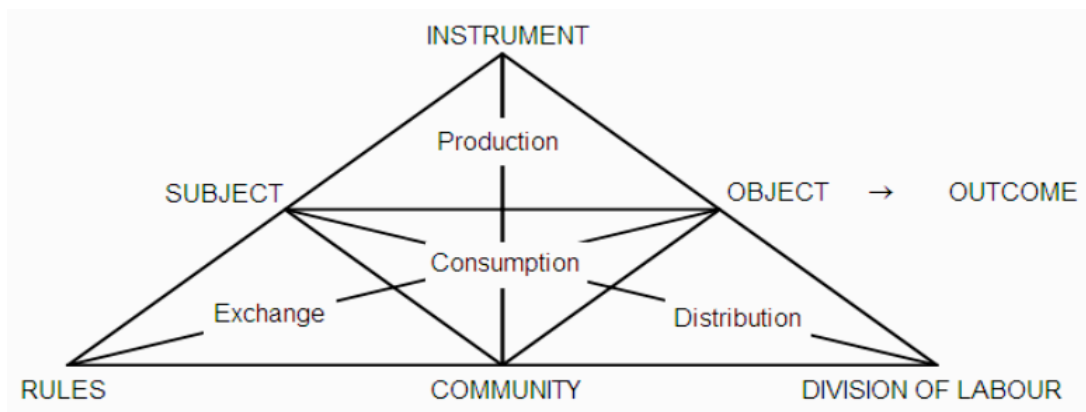 INSTRUMENT
Production
SUBJECT
OBJECT → OUTCOME
Consumption
Exchange
Distribution
RULES
COMMUNITY
DIVISION OF LABOUR